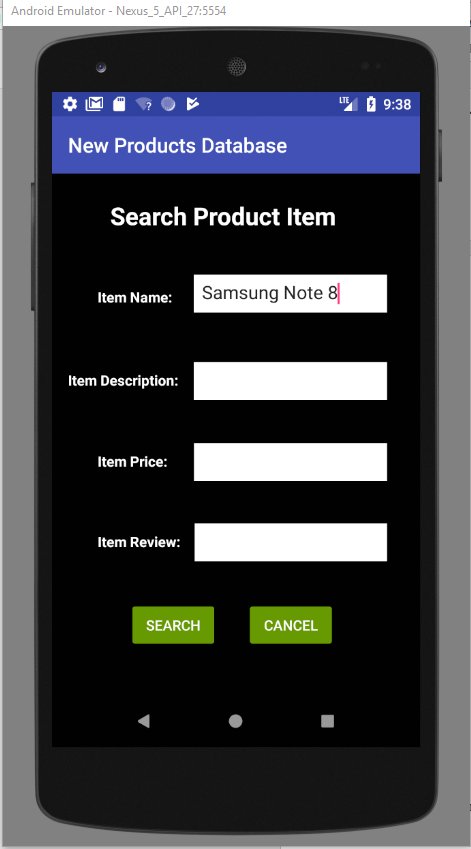 Android Emulator - Nexus_5_API_27:5554
LTE 9:38
New Products Database
Search Product Item
Item Name: Samsung Note 8
Item Description:
Item Price:
Item Review:
SEARCH CANCEL